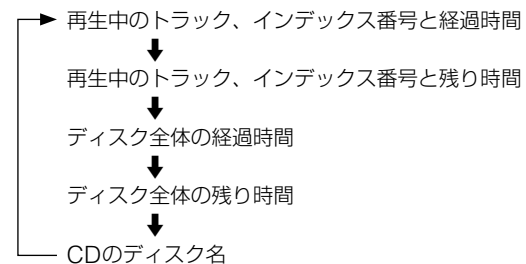 再生中のトラック、インデックス番号と経過時間
再生中のトラック、インデックス番号と残り時間
ディスク全体の経過時間
ディスク全体の残り時間
CDのディスク名